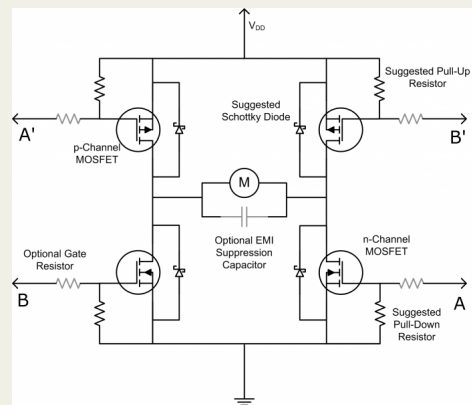 V_DD
Suggested Pull-Up
Resistor
A'
p-Channel
MOSFET
Suggested
Schottky Diode
B'
M
Optional Gate
Resistor
Optional EMI
Suppression
Capacitor
n-Channel
MOSFET
B
A
Suggested
Pull-Down
Resistor